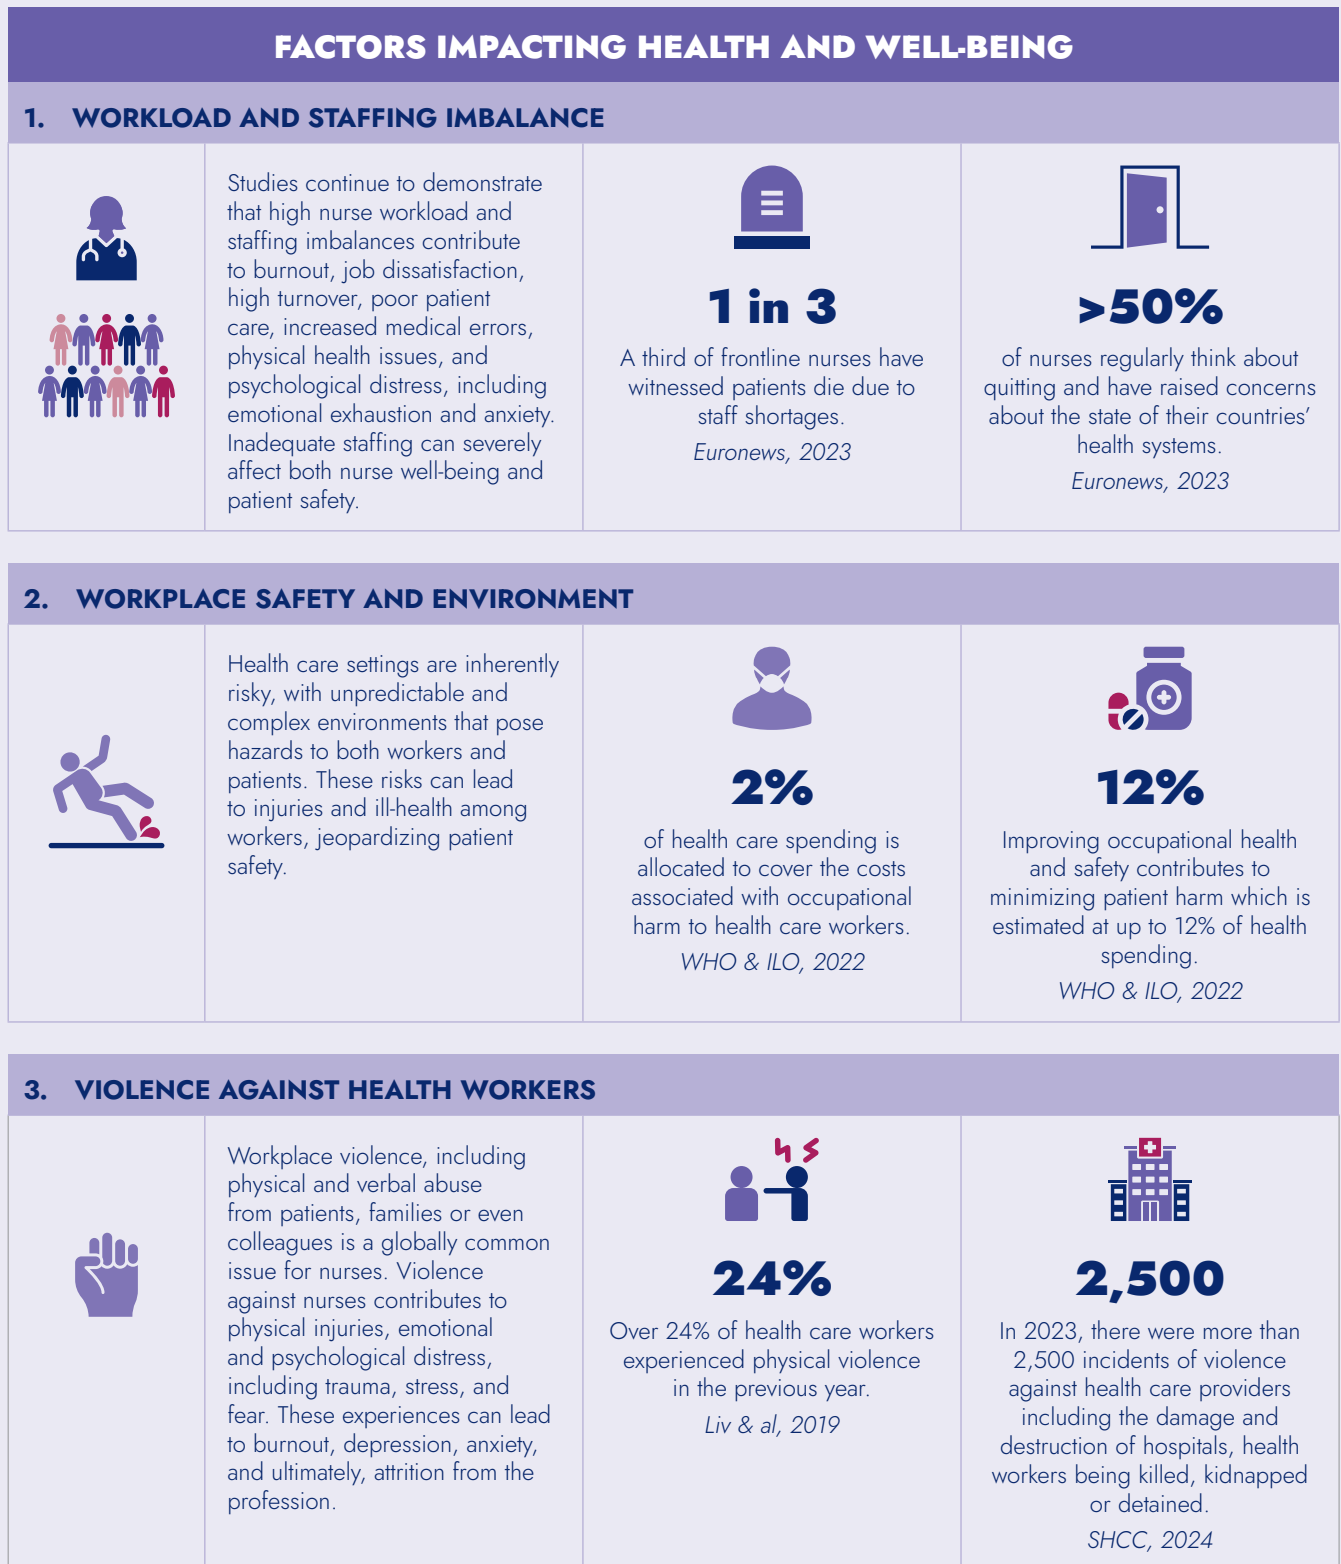 FACTORS IMPACTING HEALTH AND WELL-BEING
1. WORKLOAD AND STAFFING IMBALANCE
Studies continue to demonstrate
that high nurse workload and
staffing imbalances contribute
to burnout, job dissatisfaction,
high turnover, poor patient
care, increased medical errors,
physical health issues, and
psychological distress, including
emotional exhaustion and anxiety.
Inadequate staffing can severely
affect both nurse well-being and
patient safety.
1 in 3
A third of frontline nurses have
witnessed patients die due to
staff shortages.
Euronews, 2023
>50%
of nurses regularly think about
quitting and have raised concerns
about the state of their countries’
health systems.
Euronews, 2023
2. WORKPLACE SAFETY AND ENVIRONMENT
Health care settings are inherently
risky, with unpredictable and
complex environments that pose
hazards to both workers and
patients. These risks can lead
to injuries and ill-health among
workers, jeopardizing patient
safety.
2%
of health care spending is
allocated to cover the costs
associated with occupational
harm to health care workers.
WHO & ILO, 2022
12%
Improving occupational health
and safety contributes to
minimizing patient harm which is
estimated at up to 12% of health
spending.
WHO & ILO, 2022
3. VIOLENCE AGAINST HEALTH WORKERS
Workplace violence, including
physical and verbal abuse
from patients, families or even
colleagues is a globally common
issue for nurses. Violence
against nurses contributes to
physical injuries, emotional
and psychological distress,
including trauma, stress, and
fear. These experiences can lead
to burnout, depression, anxiety,
and ultimately, attrition from the
profession.
24%
Over 24% of health care workers
experienced physical violence
in the previous year.
Liv & al, 2019
2,500
In 2023, there were more than
2,500 incidents of violence
against health care providers
including the damage and
destruction of hospitals, health
workers being killed, kidnapped
or detained.
SHCC, 2024